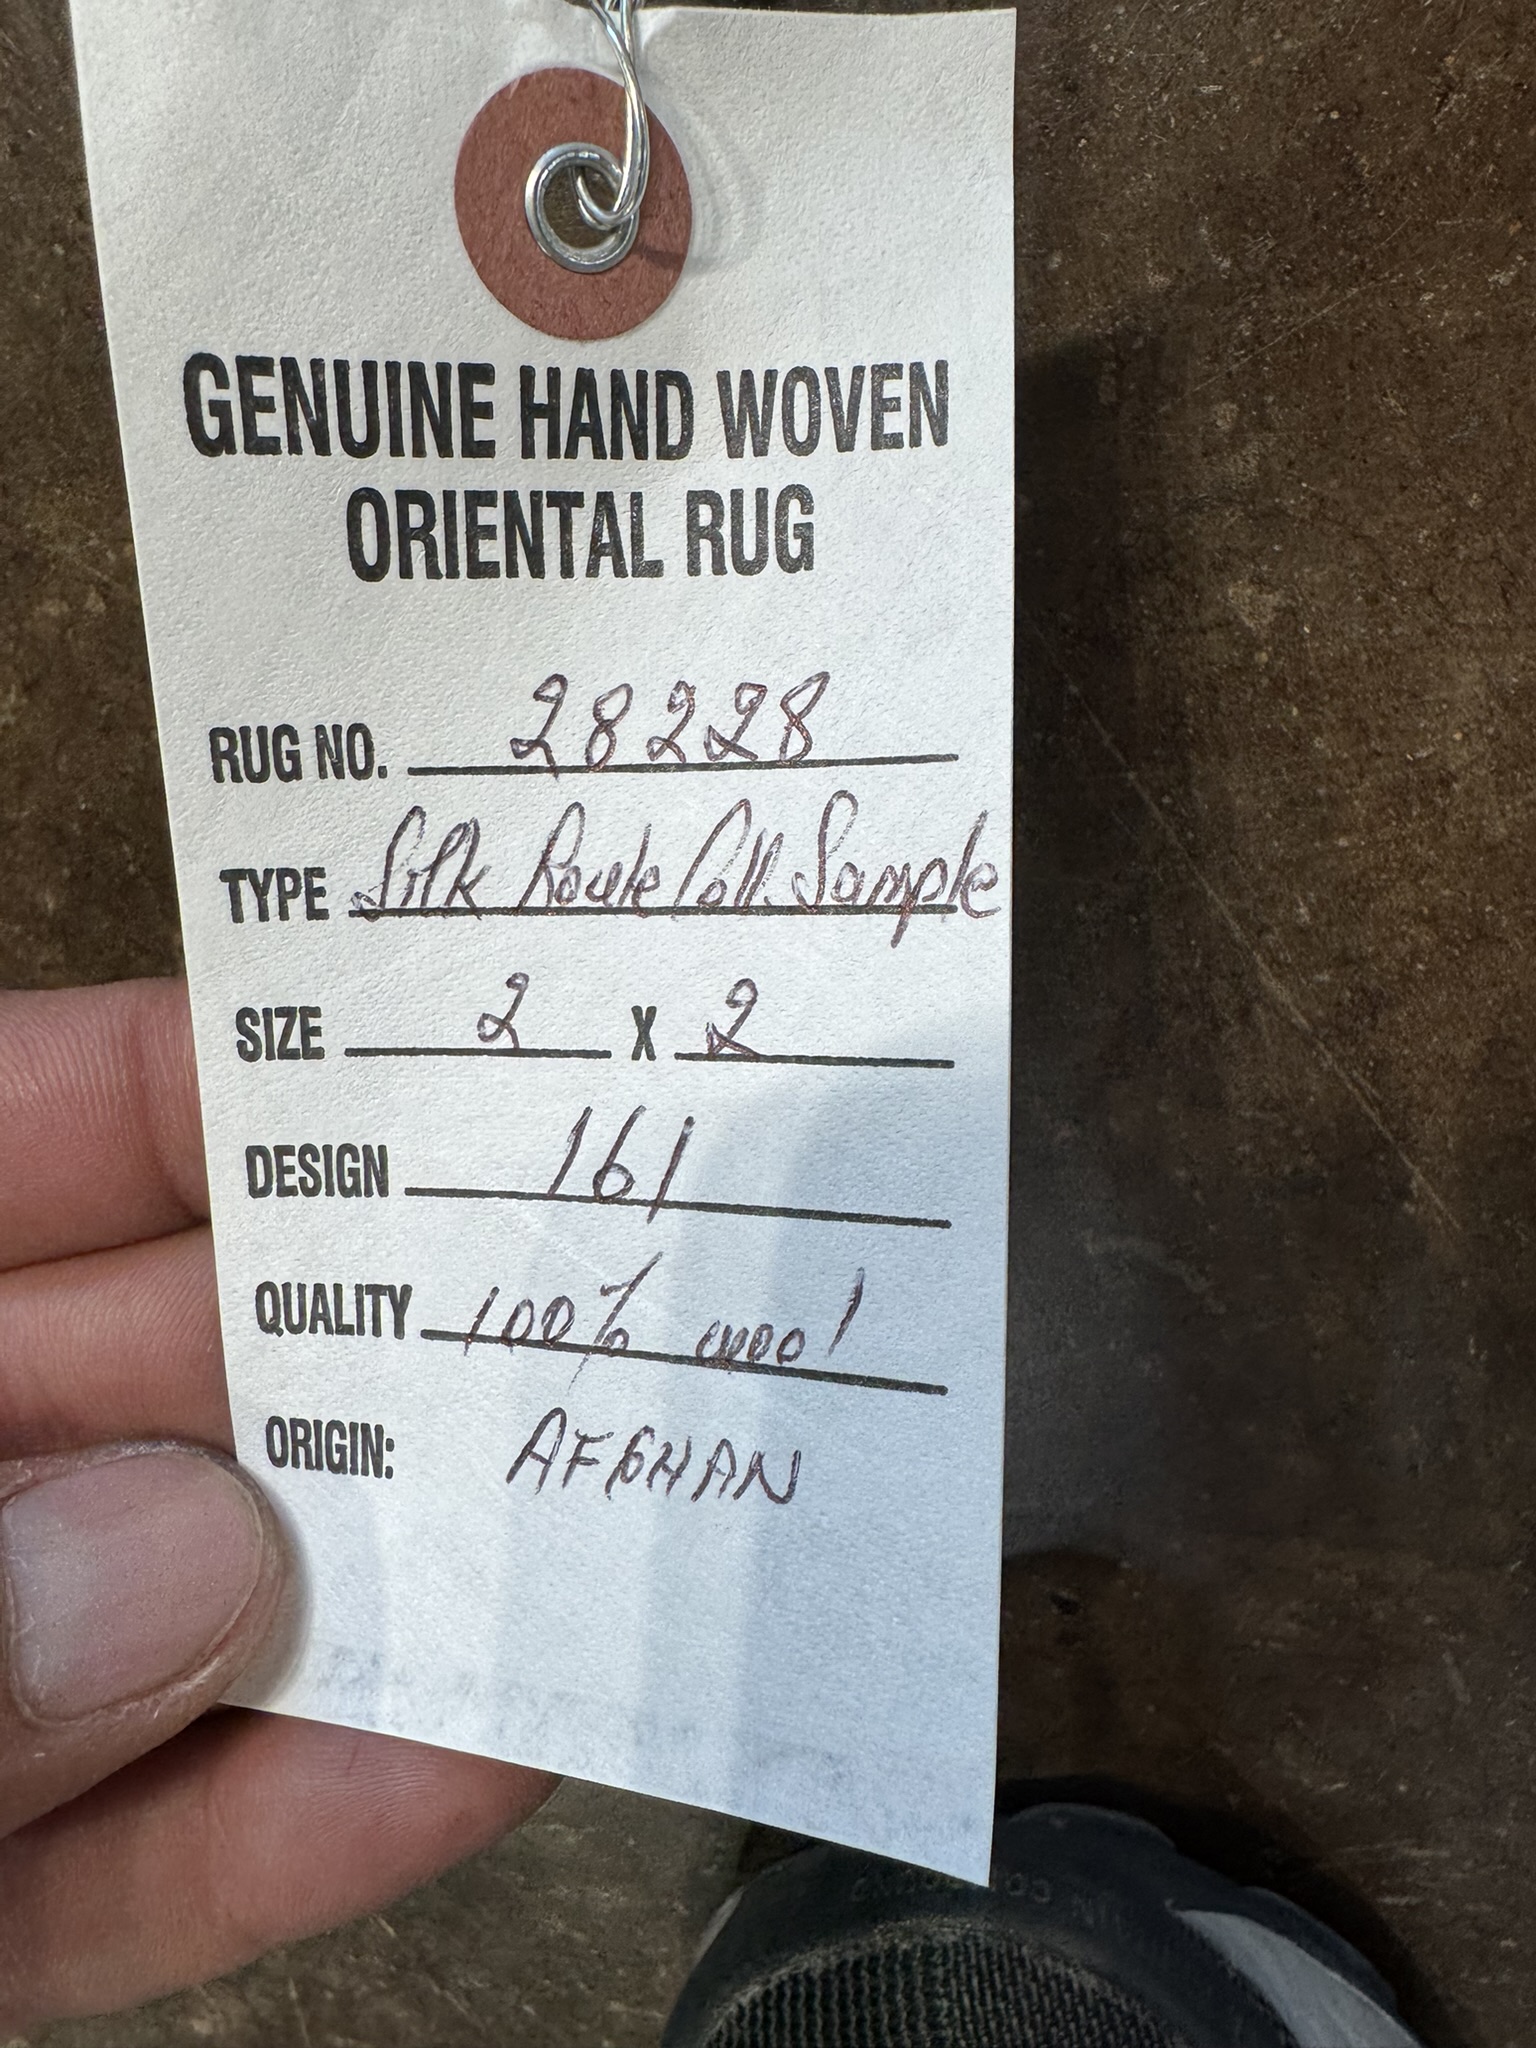 GENUINE HAND WOVEN
ORIENTAL RUG
RUG NO. 28228
TYPE Silk Route Coll. Sample
SIZE 2 X 2
DESIGN 161
QUALITY 100% wool
ORIGIN: AFGHAN